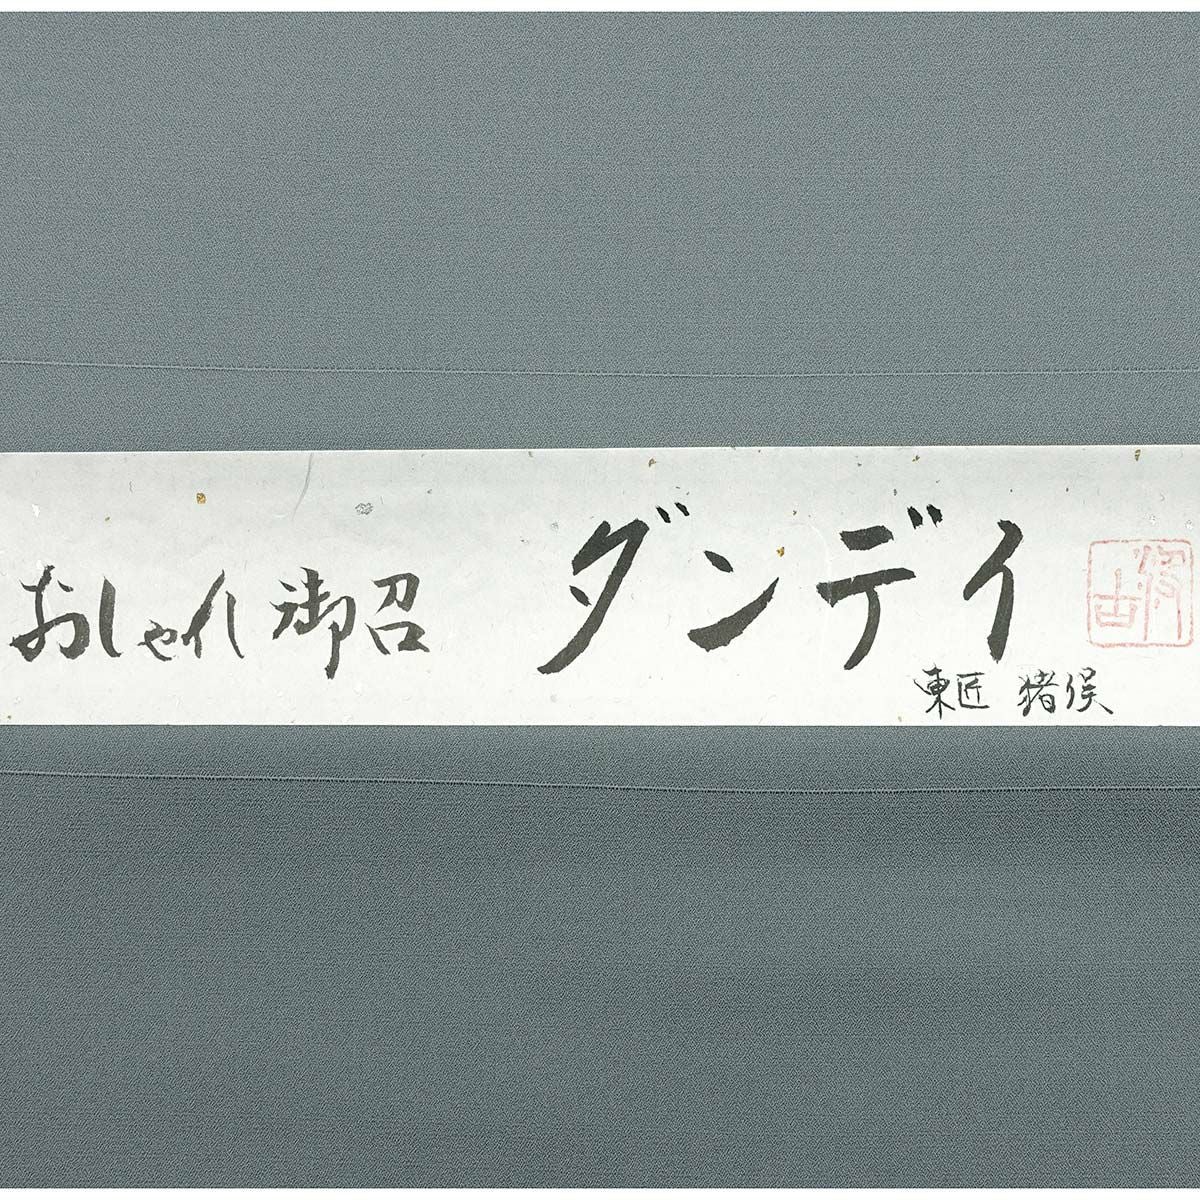 おしゃれ御召 ダンディ
東匠 猪俣